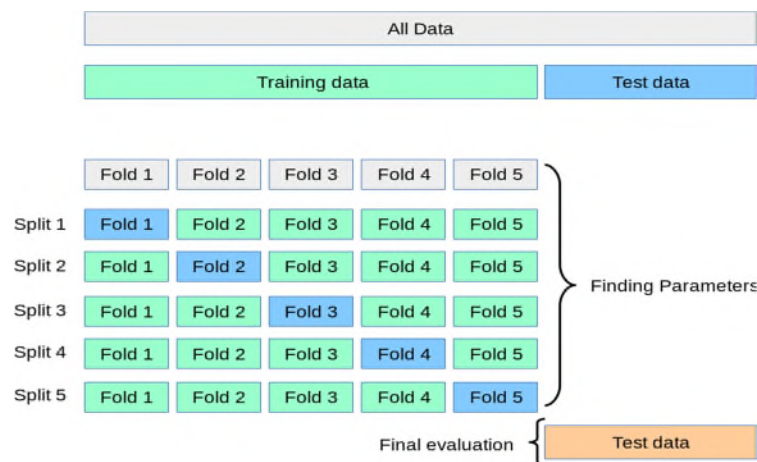 All Data
Training data Test data
Fold 1 Fold 2 Fold 3 Fold 4 Fold 5
Split 1 Fold 1 Fold 2 Fold 3 Fold 4 Fold 5
Split 2 Fold 1 Fold 2 Fold 3 Fold 4 Fold 5
Finding Parameters
Split 3 Fold 1 Fold 2 Fold 3 Fold 4 Fold 5
Split 4 Fold 1 Fold 2 Fold 3 Fold 4 Fold 5
Split 5 Fold 1 Fold 2 Fold 3 Fold 4 Fold 5
Final evaluation Test data